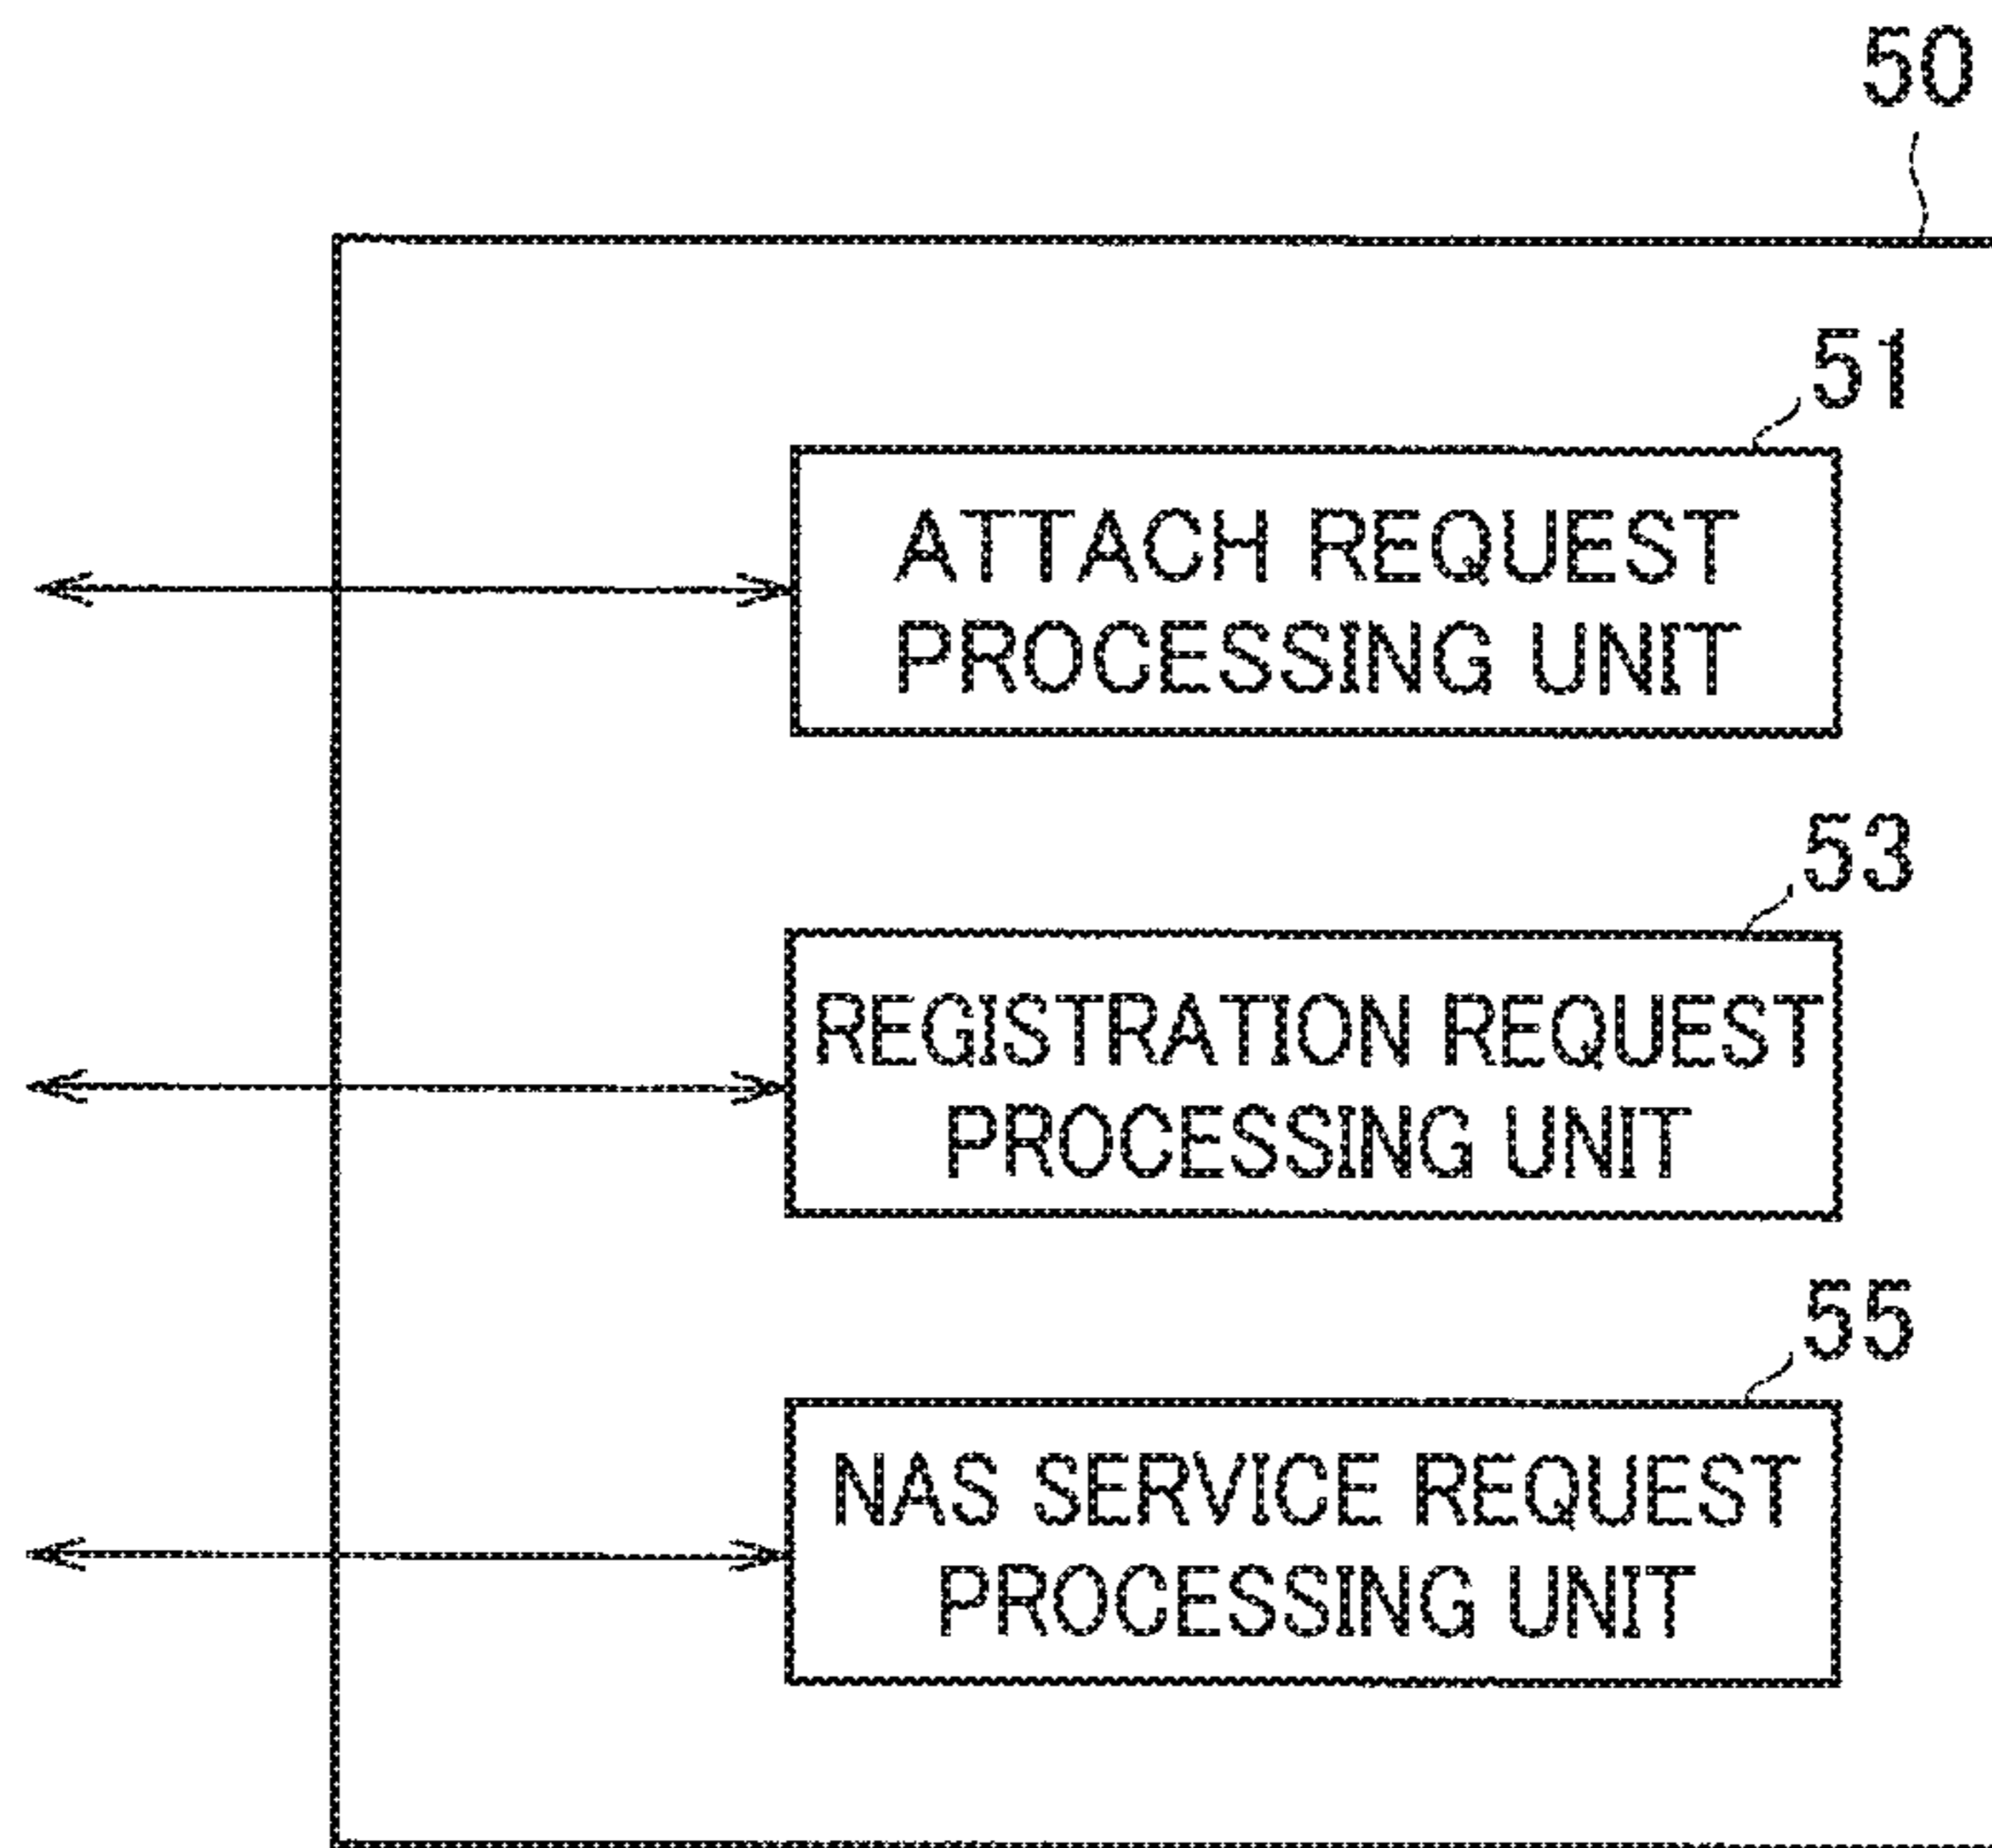 50
51
ATTACH REQUEST
PROCESSING UNIT
53
REGISTRATION REQUEST
PROCESSING UNIT
55
NAS SERVICE REQUEST
PROCESSING UNIT